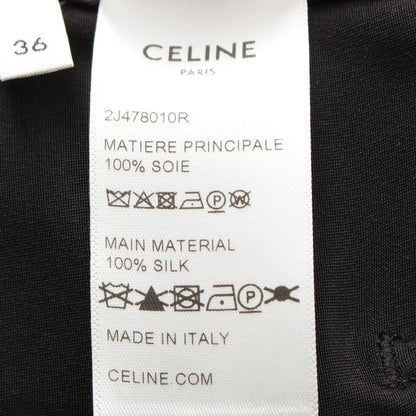 36
CELINE
PARIS
2J478010R
MATIERE PRINCIPALE
100% SOIE
MAIN MATERIAL
100% SILK
MADE IN ITALY
CELINE.COM